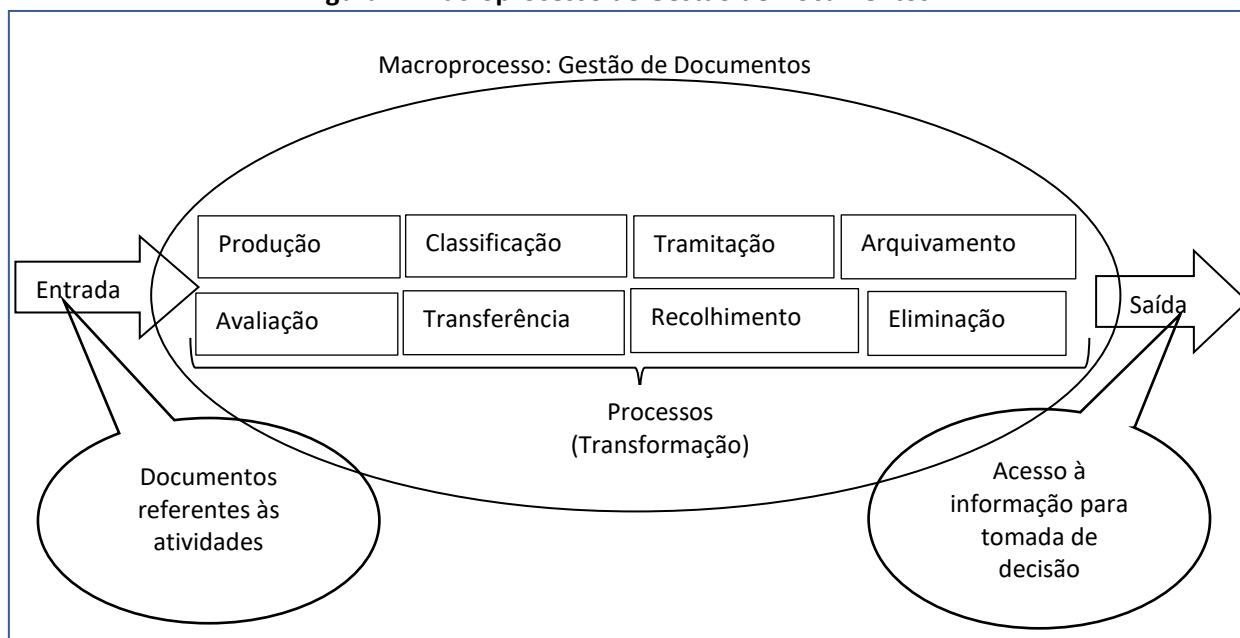 Macroprocesso: Gestão de Documentos
Produção
Classificação
Tramitação
Arquivamento
Entrada
Saída
Avaliação
Transferência
Recolhimento
Eliminação
Processos
(Transformação)
Documentos
referentes às
atividades
Acesso à
informação para
tomada de
decisão